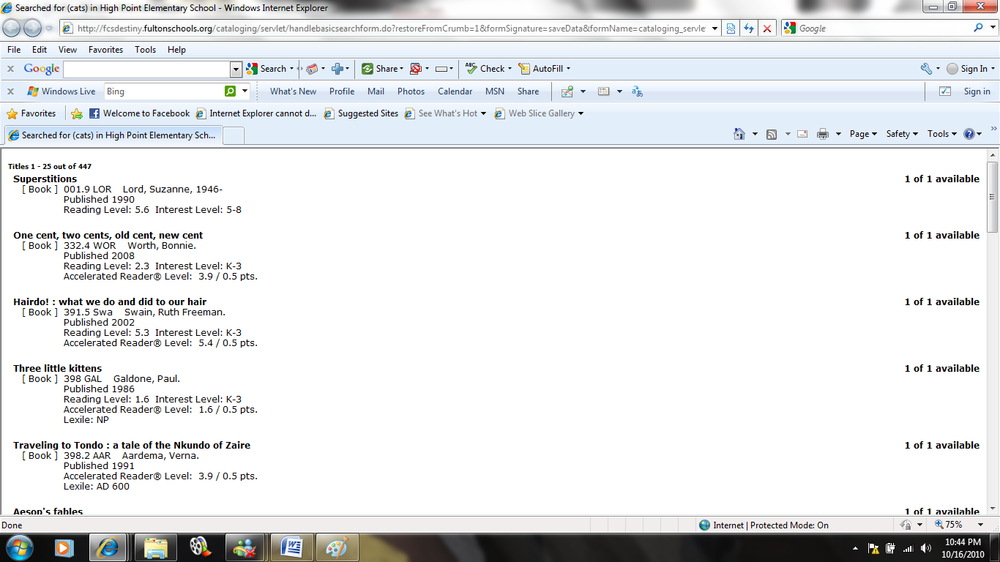 Searched for (cats) in High Point Elementary School - Windows Internet Explorer
http://fcsdestiny.fultonschools.org/cataloging/servlet/handlebasicsearchform.do?restoreFromCrumb=1&formSignature=saveData&formName=cataloging_servle
Google
File Edit View Favorites Tools Help
x Google Search Share Check AutoFill Sign In
x Windows Live Bing What's New Profile Mail Photos Calendar MSN Share Sign in
Favorites Welcome to Facebook Internet Explorer cannot d... Suggested Sites See What's Hot Web Slice Gallery
Searched for (cats) in High Point Elementary Sch... Page Safety Tools
Titles 1 - 25 out of 447
Superstitions 1 of 1 available
[ Book ] 001.9 LOR Lord, Suzanne, 1946-
Published 1990
Reading Level: 5.6 Interest Level: 5-8
One cent, two cents, old cent, new cent 1 of 1 available
[ Book ] 332.4 WOR Worth, Bonnie.
Published 2008
Reading Level: 2.3 Interest Level: K-3
Accelerated Reader® Level: 3.9 / 0.5 pts.
Hairdo! : what we do and did to our hair 1 of 1 available
[ Book ] 391.5 Swa Swain, Ruth Freeman.
Published 2002
Reading Level: 5.3 Interest Level: K-3
Accelerated Reader® Level: 5.4 / 0.5 pts.
Three little kittens 1 of 1 available
[ Book ] 398 GAL Galdone, Paul.
Published 1986
Reading Level: 1.6 Interest Level: K-3
Accelerated Reader® Level: 1.6 / 0.5 pts.
Lexile: NP
Traveling to Tondo : a tale of the Nkundo of Zaire 1 of 1 available
[ Book ] 398.2 AAR Aardema, Verna.
Published 1991
Accelerated Reader® Level: 3.9 / 0.5 pts.
Lexile: AD 600
Aesop's fables 1 of 1 available
Done Internet | Protected Mode: On 75%
10:44 PM
10/16/2010